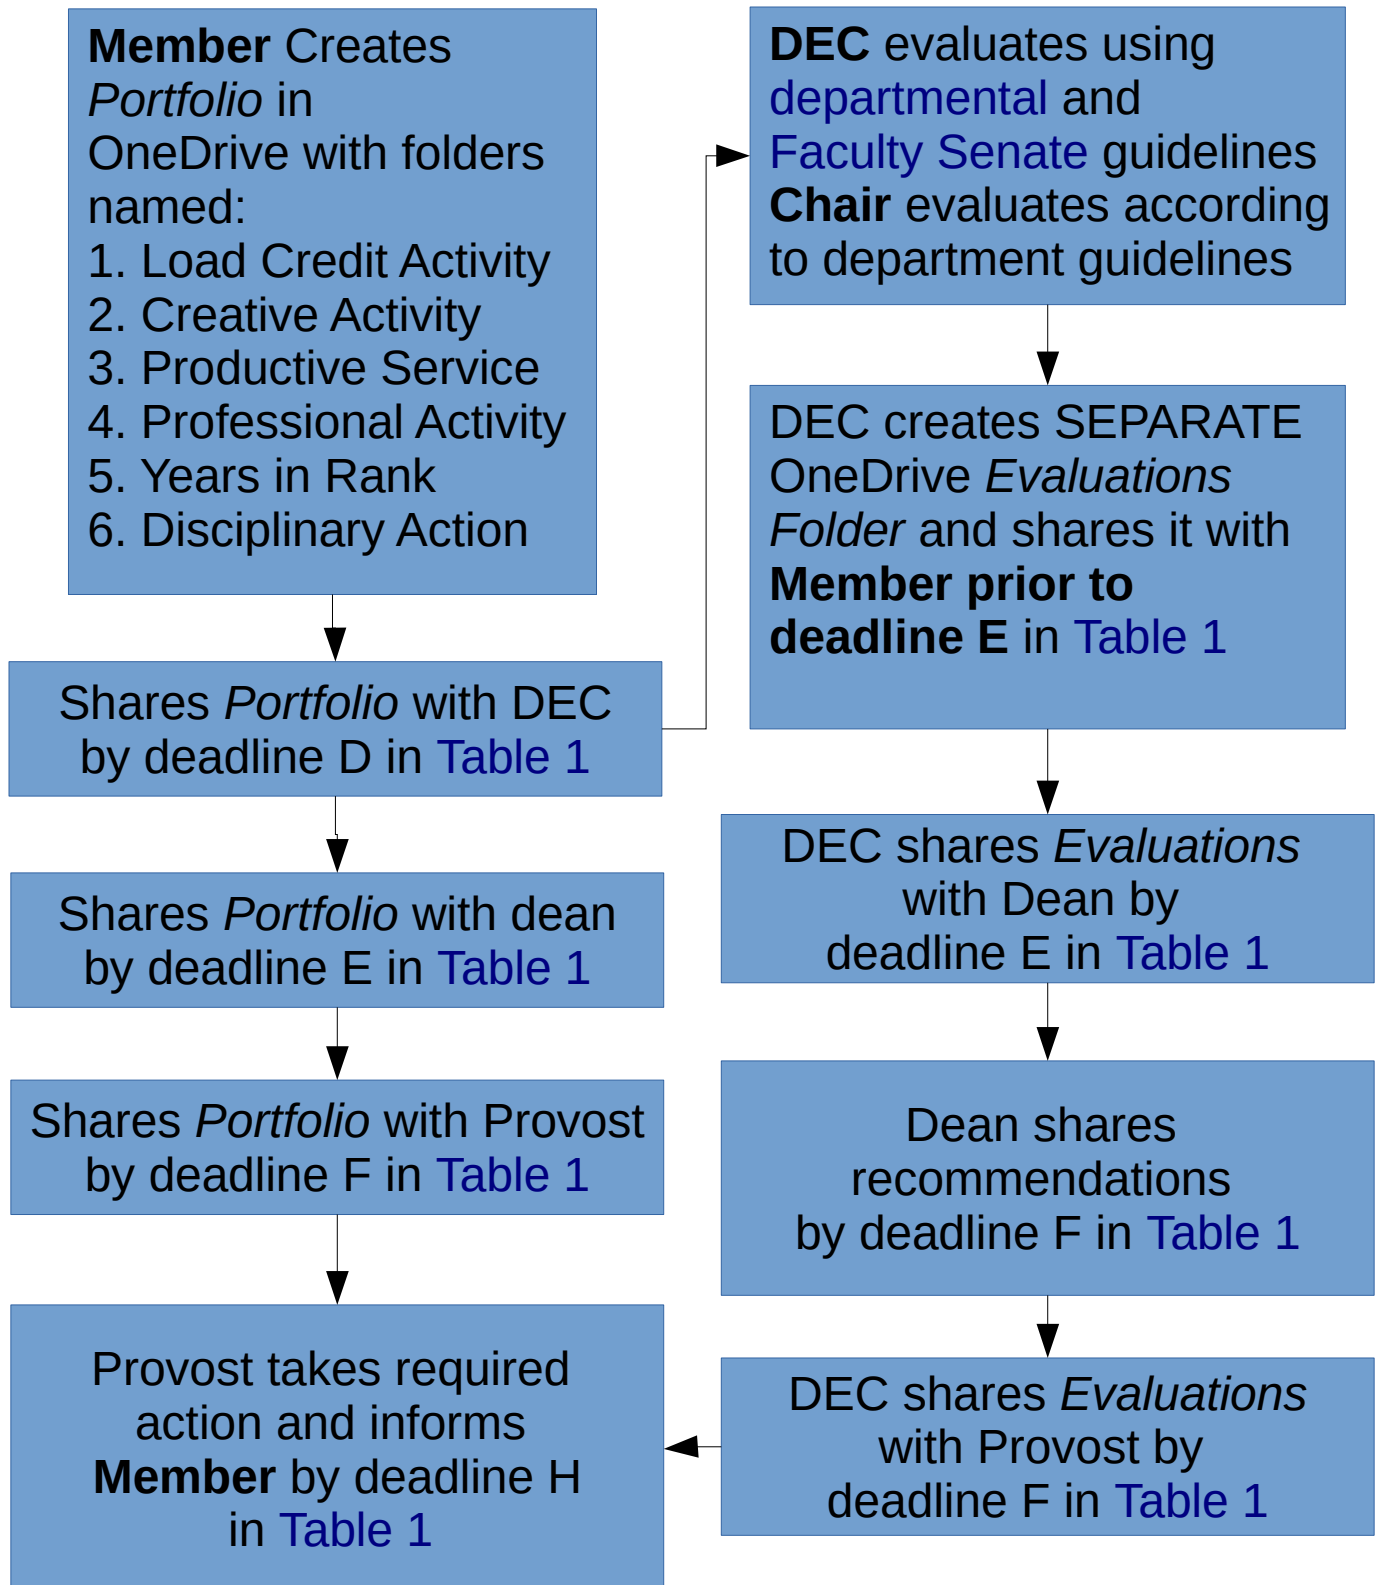 Member Creates
Portfolio in
OneDrive with folders
named:
1. Load Credit Activity
2. Creative Activity
3. Productive Service
4. Professional Activity
5. Years in Rank
6. Disciplinary Action
Shares Portfolio with DEC
by deadline D in Table 1
Shares Portfolio with dean
by deadline E in Table 1
Shares Portfolio with Provost
by deadline F in Table 1
Provost takes required
action and informs
Member by deadline H
in Table 1
DEC evaluates using
departmental and
Faculty Senate guidelines
Chair evaluates according
to department guidelines
DEC creates SEPARATE
OneDrive Evaluations
Folder and shares it with
Member prior to
deadline E in Table 1
DEC shares Evaluations
with Dean by
deadline E in Table 1
Dean shares
recommendations
by deadline F in Table 1
DEC shares Evaluations
with Provost by
deadline F in Table 1